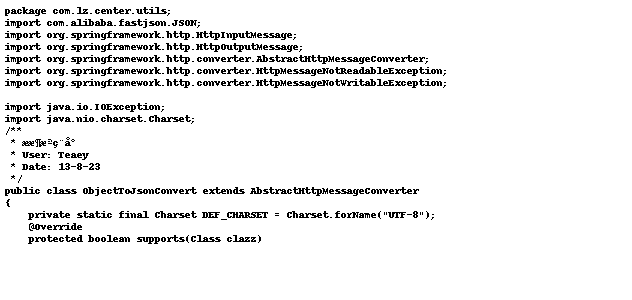 package com.lz.center.utils;
import com.alibaba.fastjson.JSON;
import org.springframework.http.HttpInputMessage;
import org.springframework.http.HttpOutputMessage;
import org.springframework.http.converter.AbstractHttpMessageConverter;
import org.springframework.http.converter.HttpMessageNotReadableException;
import org.springframework.http.converter.HttpMessageNotWritableException;
import java.io.IOException;
import java.nio.charset.Charset;
/**
 *
 * User: Teaey
 * Date: 13-8-23
 */
public class ObjectToJsonConvert extends AbstractHttpMessageConverter
{
    private static final Charset DEF_CHARSET = Charset.forName("UTF-8");
    @Override
    protected boolean supports(Class clazz)